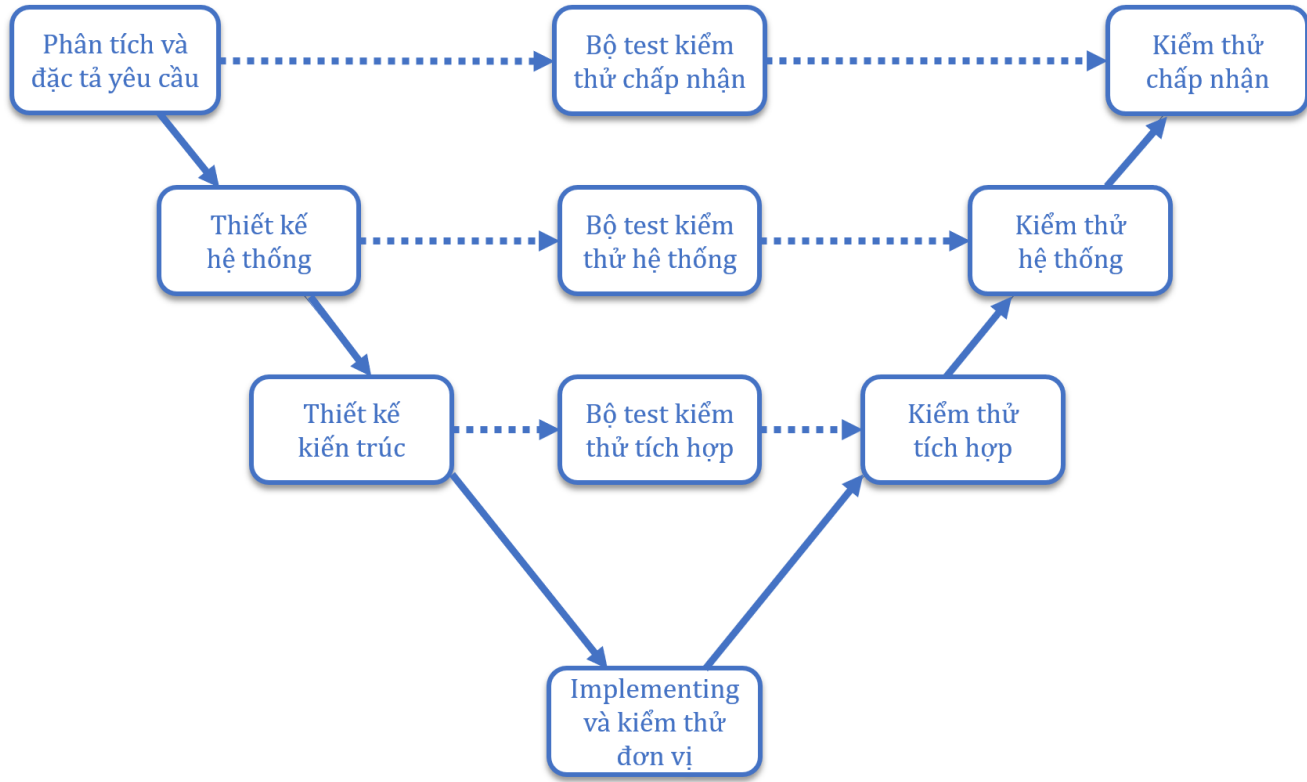 Phân tích và
đặc tả yêu cầu
Bộ test kiểm
thử chấp nhận
Kiểm thử
chấp nhận
Thiết kế
hệ thống
Bộ test kiểm
thử hệ thống
Kiểm thử
hệ thống
Thiết kế
kiến trúc
Bộ test kiểm
thử tích hợp
Kiểm thử
tích hợp
Implementing
và kiểm thử
đơn vị